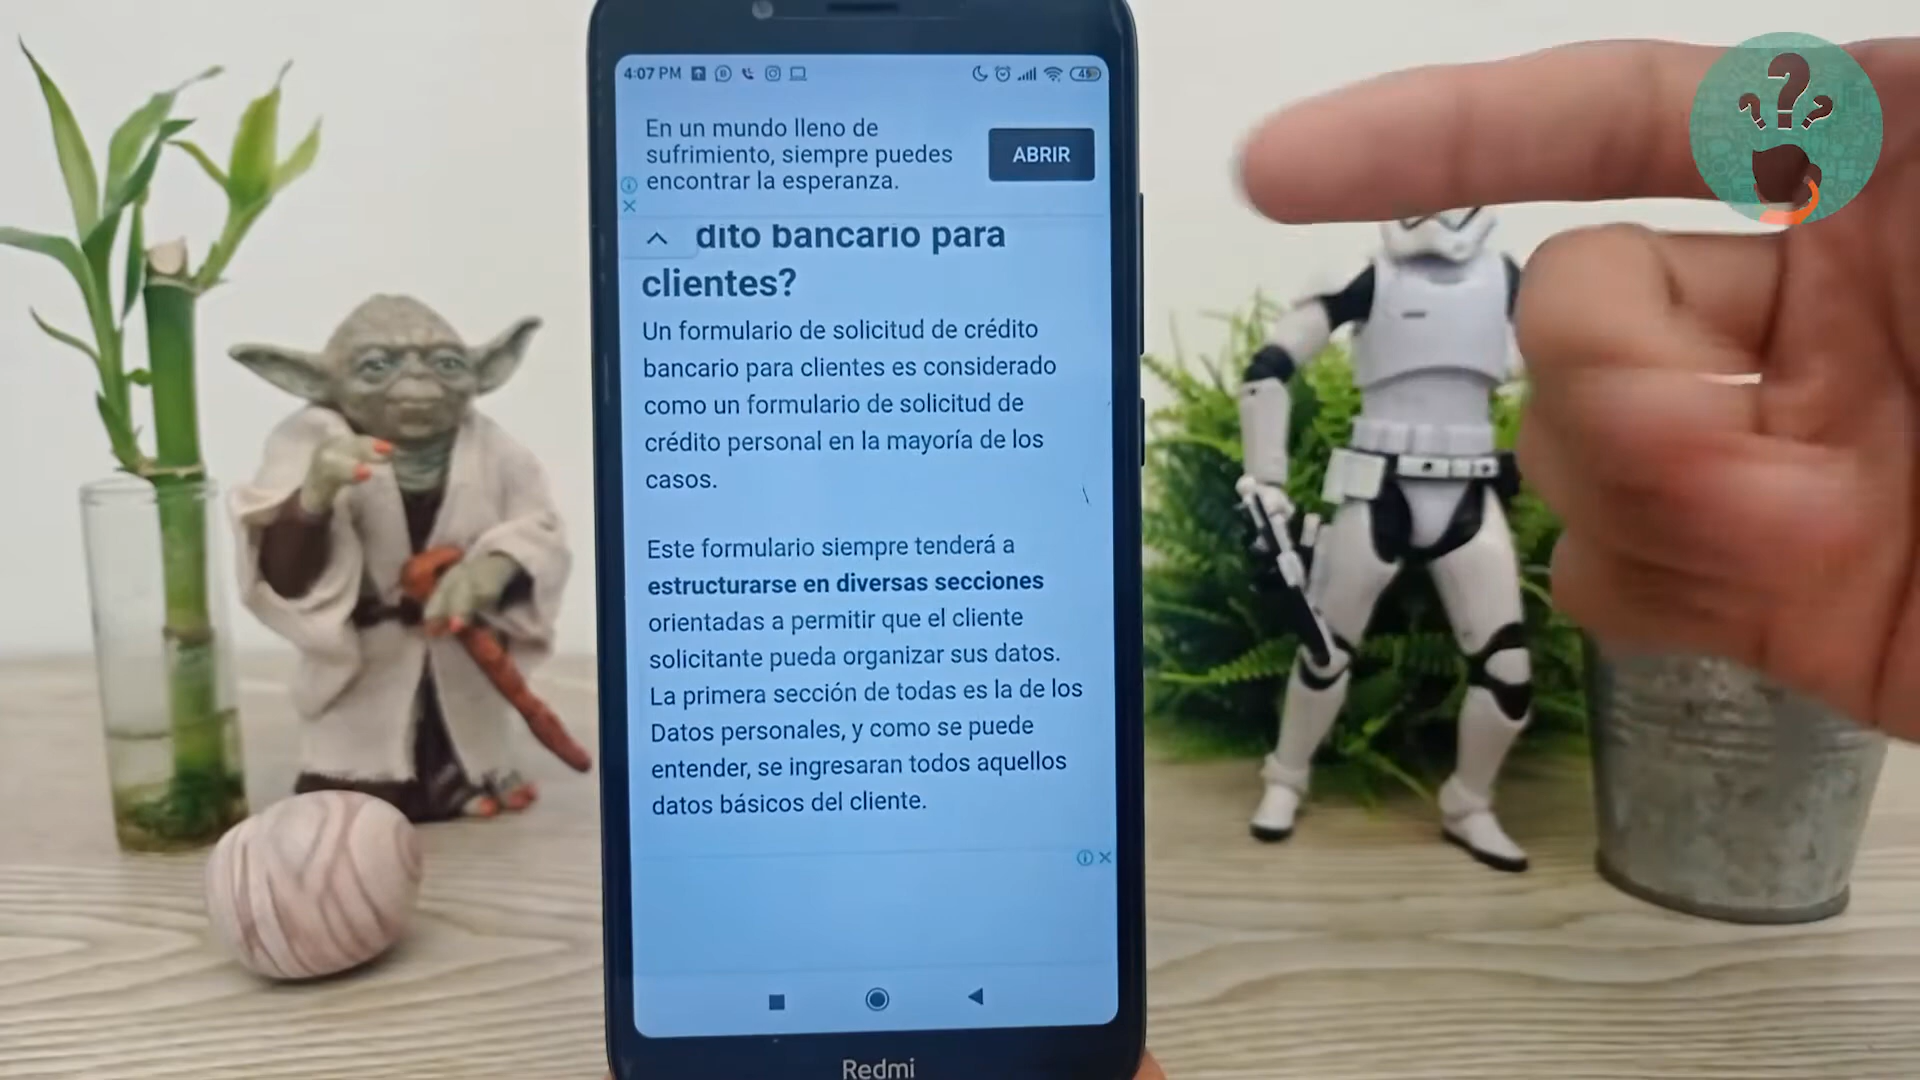 4:07 PM
45
En un mundo lleno de
sufrimiento, siempre puedes
encontrar la esperanza.
ABRIR
dito bancario para
clientes?
Un formulario de solicitud de crédito
bancario para clientes es considerado
como un formulario de solicitud de
crédito personal en la mayoría de los
casos.
Este formulario siempre tenderá a
estructurarse en diversas secciones
orientadas a permitir que el cliente
solicitante pueda organizar sus datos.
La primera sección de todas es la de los
Datos personales, y como se puede
entender, se ingresaran todos aquellos
datos básicos del cliente.
Redmi